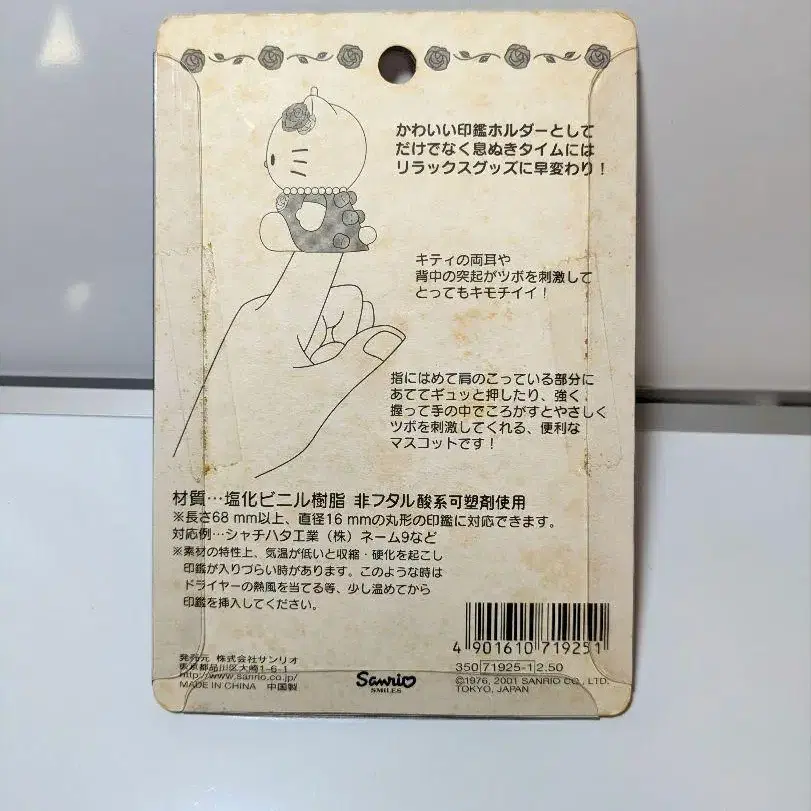 かわいい印鑑ホルダーとして
だけでなく息ぬきタイムには
リラックスグッズに早変わり！
キティの両耳や
背中の突起がツボを刺激して
とってもキモチイイ！
指にはめて肩のこっている部分に
あててギュッと押したり、強く、
握って手の中でころがすとやさしく
ツボを刺激してくれる、便利な
マスコットです！
材質…塩化ビニル樹脂 非フタル酸系可塑剤使用
※長さ68 mm以上、直径16 mmの丸形の印鑑に対応できます。
対応例…シャチハタ工業（株）ネーム9など
※素材の特性上、気温が低いと収縮・硬化を起こし
印鑑が入りづらい時があります。このような時は
ドライヤーの熱風を当てる等、少し温めてから
印鑑を挿入してください。
4 901610 719251
発売元 株式会社サンリオ
東京都品川区大崎1-6-1
http://www.sanrio.co.jp/
MADE IN CHINA 中国製
Sanrio
SMILES
350 71925-1 2.50
©1976, 2001 SANRIO CO., LTD.
TOKYO, JAPAN